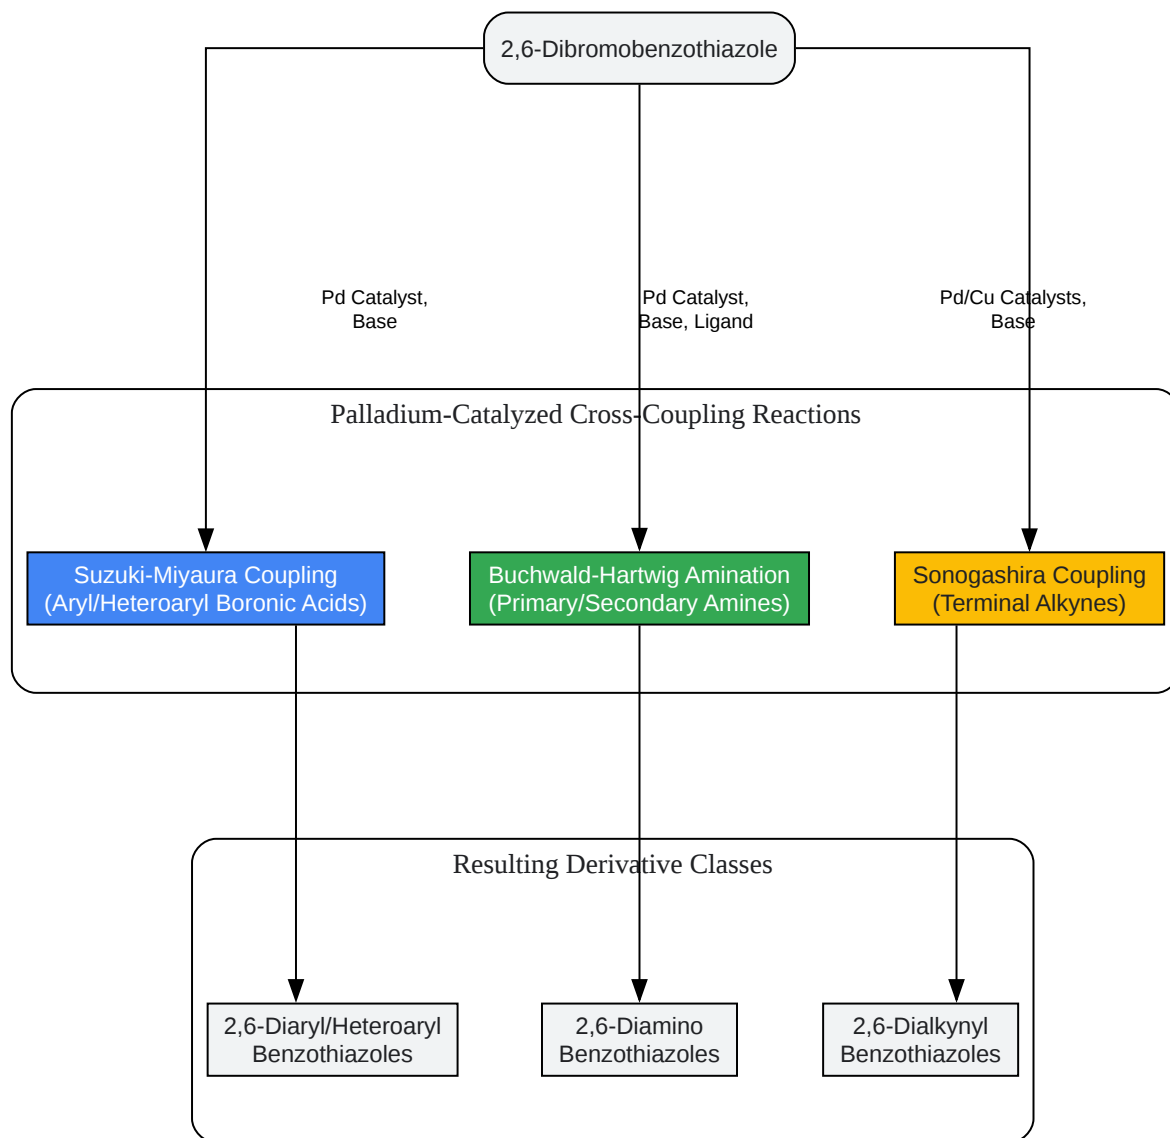 2,6-Dibromobenzothiazole
Pd Catalyst,
Base
Pd Catalyst,
Base, Ligand
Pd/Cu Catalysts,
Base
Palladium-Catalyzed Cross-Coupling Reactions
Suzuki-Miyaura Coupling
(Aryl/Heteroaryl Boronic Acids)
Buchwald-Hartwig Amination
(Primary/Secondary Amines)
Sonogashira Coupling
(Terminal Alkynes)
Resulting Derivative Classes
2,6-Diaryl/Heteroaryl
Benzothiazoles
2,6-Diamino
Benzothiazoles
2,6-Dialkynyl
Benzothiazoles